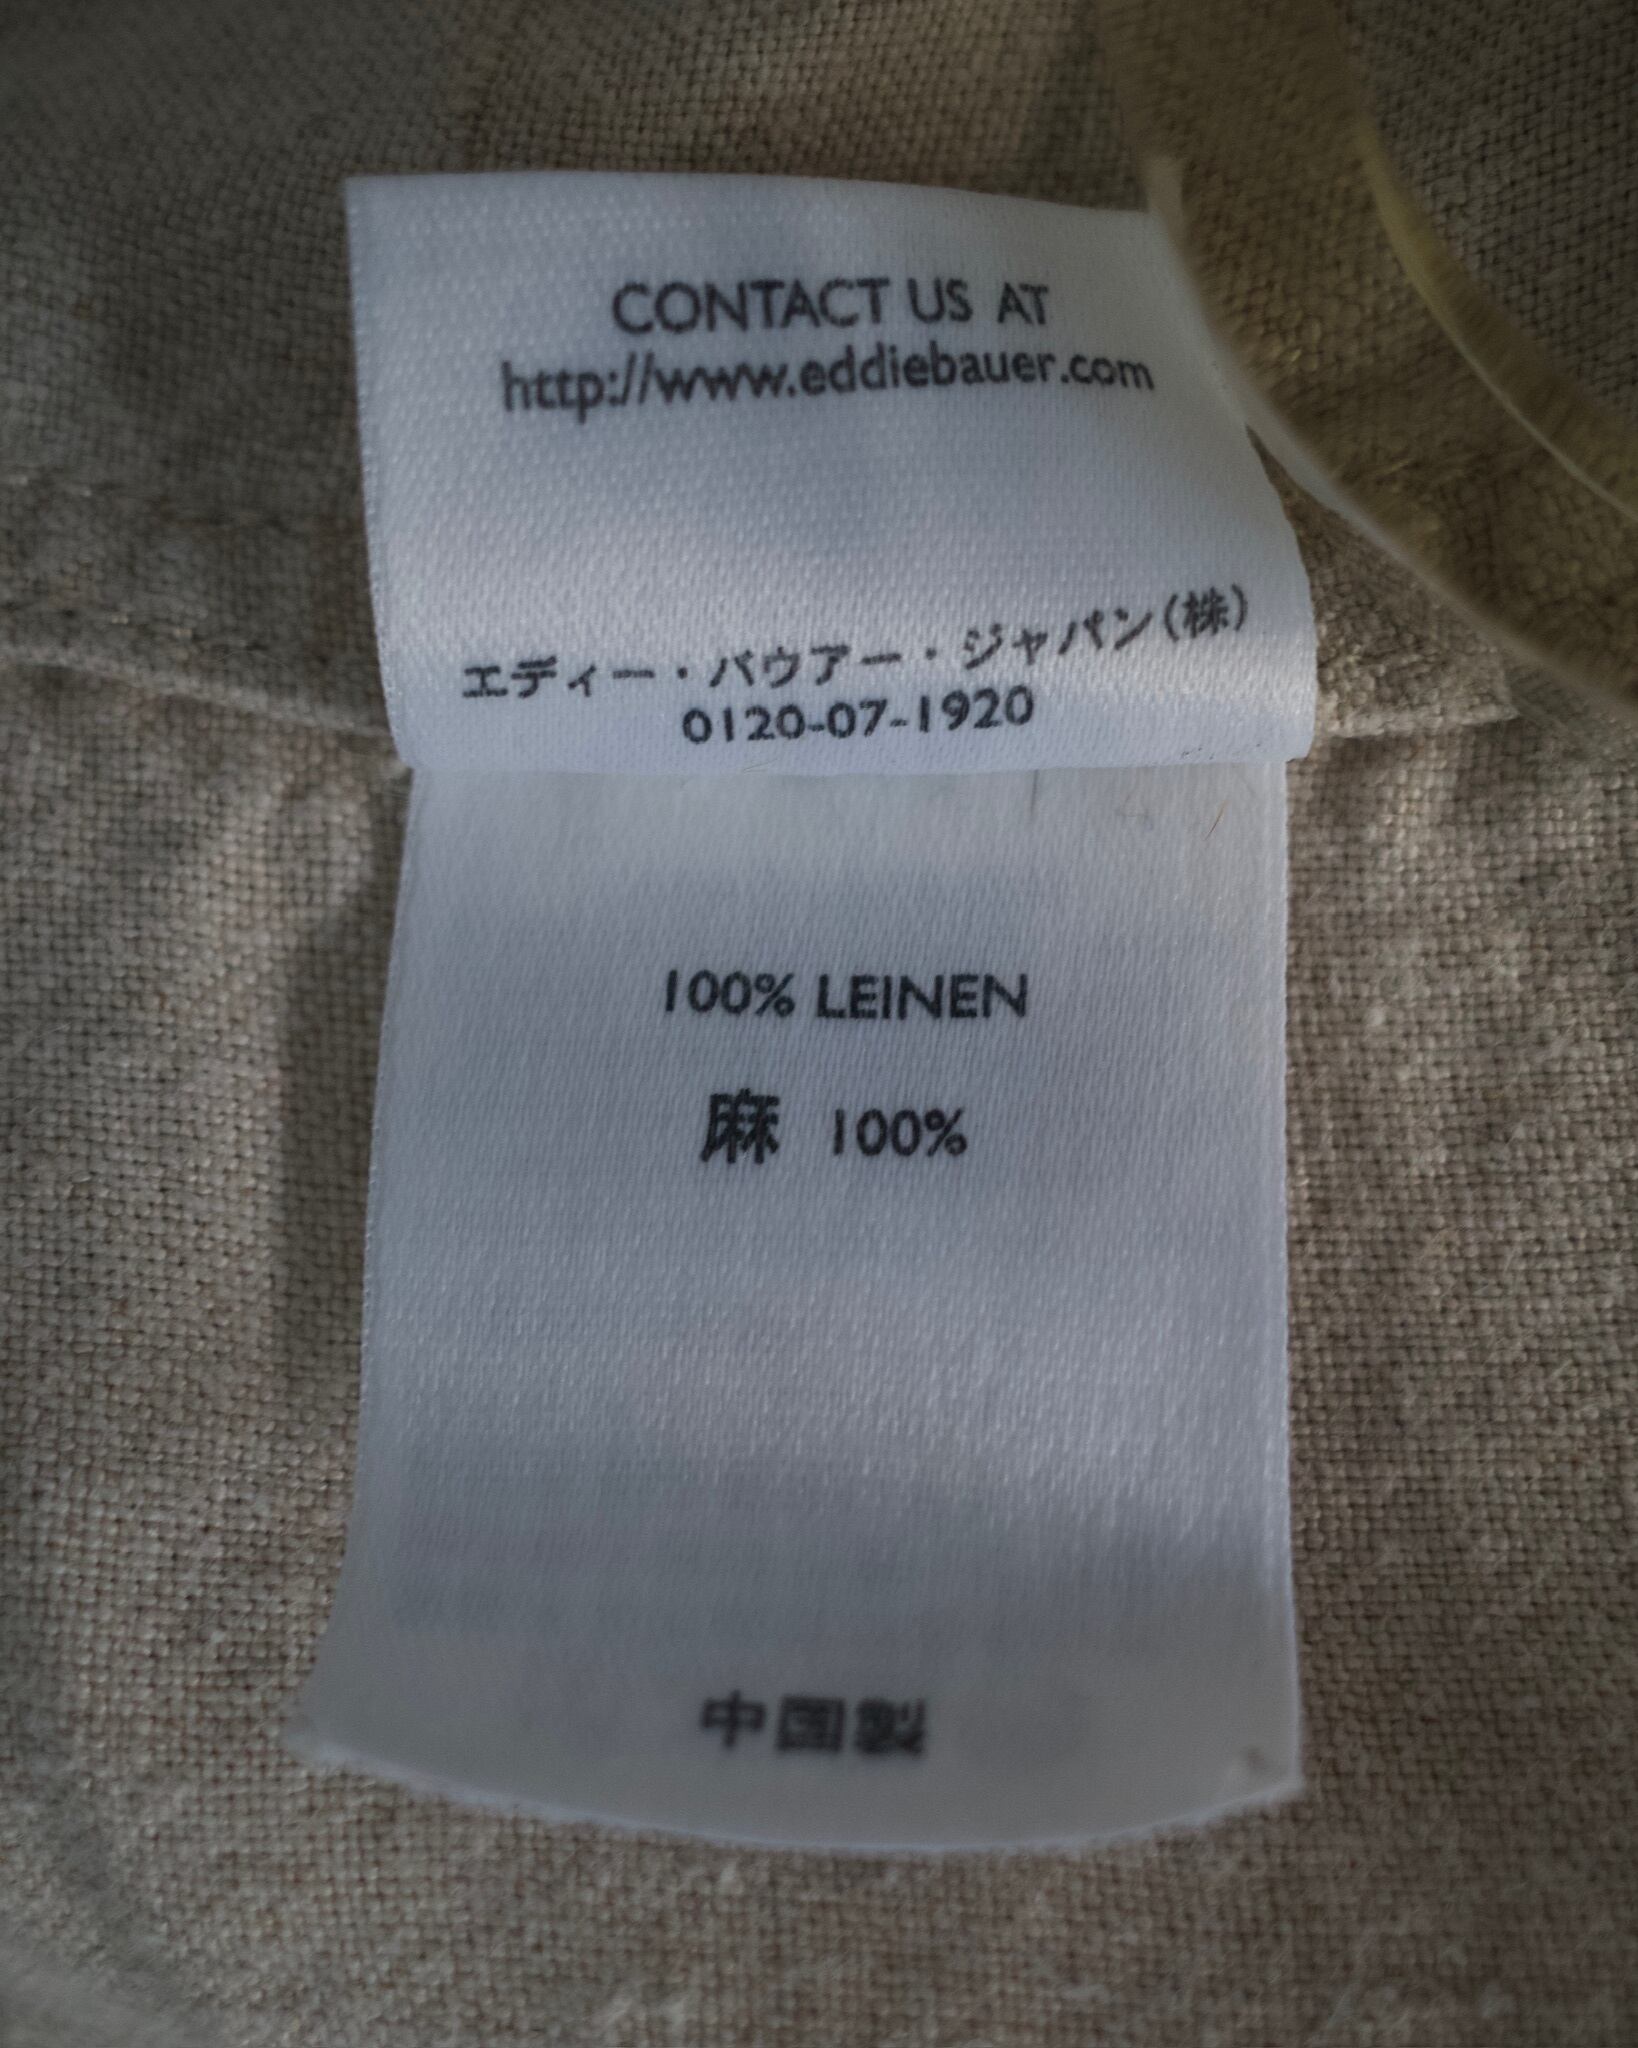 CONTACT US AT
http://www.eddiebauer.com
エディー・バウアー・ジャパン(株)
0120-07-1920
100% LEINEN
麻 100%
中国製